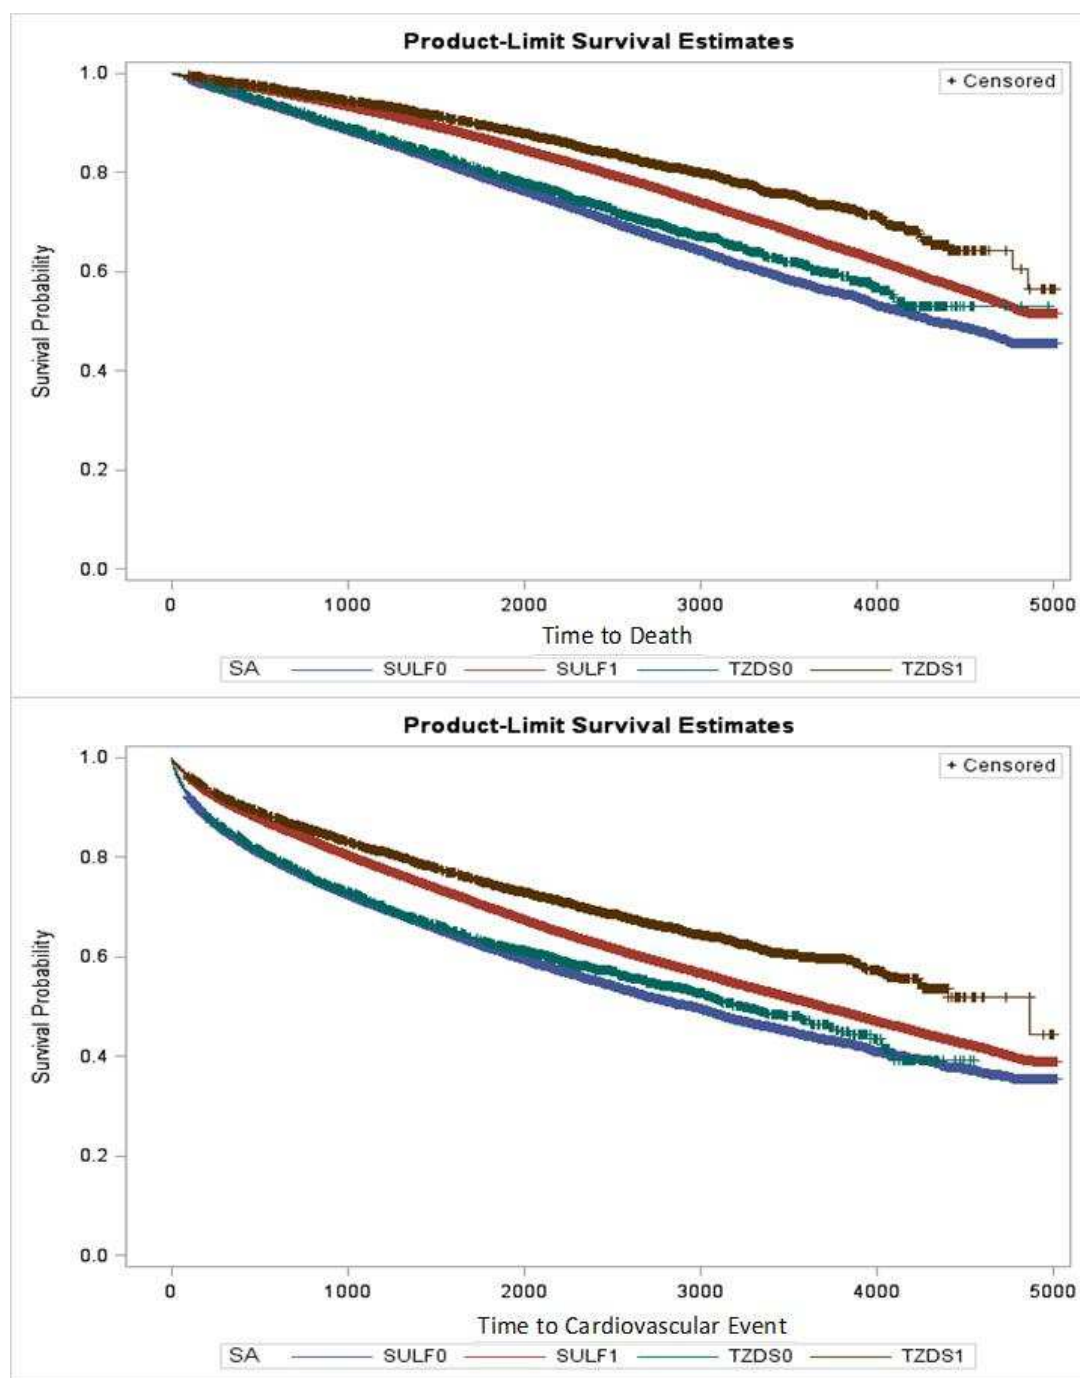 Product-Limit Survival Estimates
+ Censored
1.0
0.8
0.6
0.4
0.2
0.0
Survival Probability
0 1000 2000 3000 4000 5000
Time to Death
SA SULF0 SULF1 TZDS0 TZDS1
Product-Limit Survival Estimates
+ Censored
1.0
0.8
0.6
0.4
0.2
0.0
Survival Probability
0 1000 2000 3000 4000 5000
Time to Cardiovascular Event
SA SULF0 SULF1 TZDS0 TZDS1